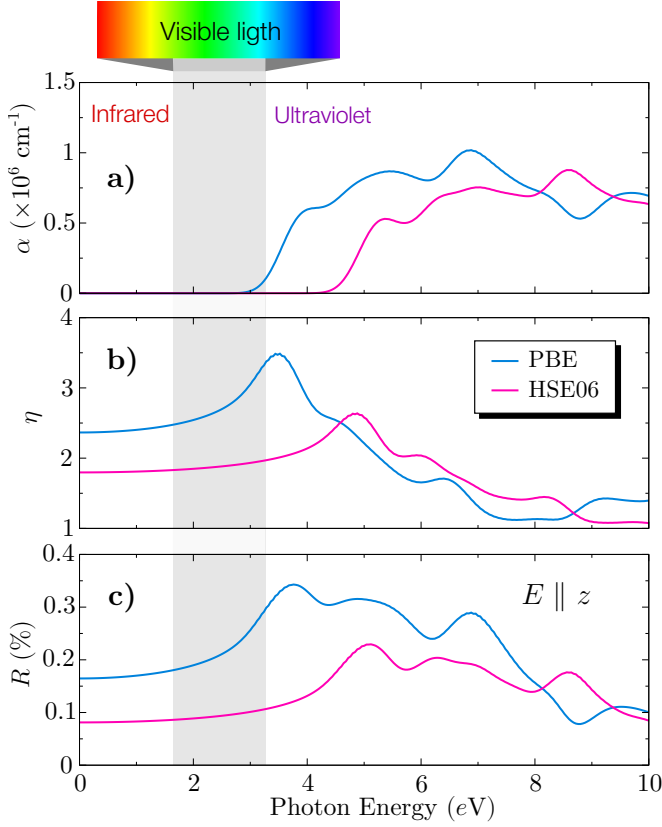 Visible ligth
Infrared
Ultraviolet
a)
α (×10⁶ cm⁻¹)
1.5
1
0.5
0
b)
η
4
3
2
1
PBE
HSE06
c)
E ∥ z
R (%)
0.4
0.3
0.2
0.1
0
0 2 4 6 8 10
Photon Energy (eV)